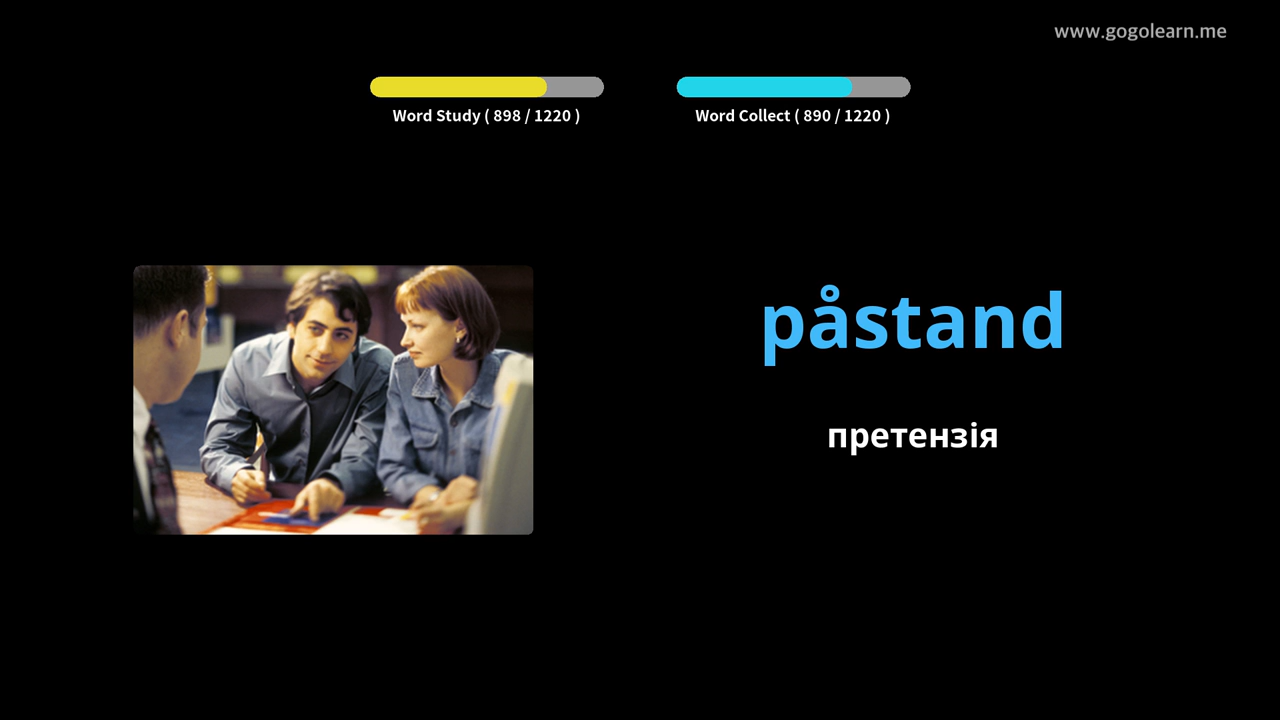 www.gogolearn.me
Word Study ( 898 / 1220 )
Word Collect ( 890 / 1220 )
påstand
претензія